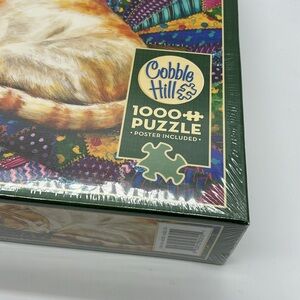 Cobble
Hill
1000
PUZZLE
• POSTER INCLUDED •